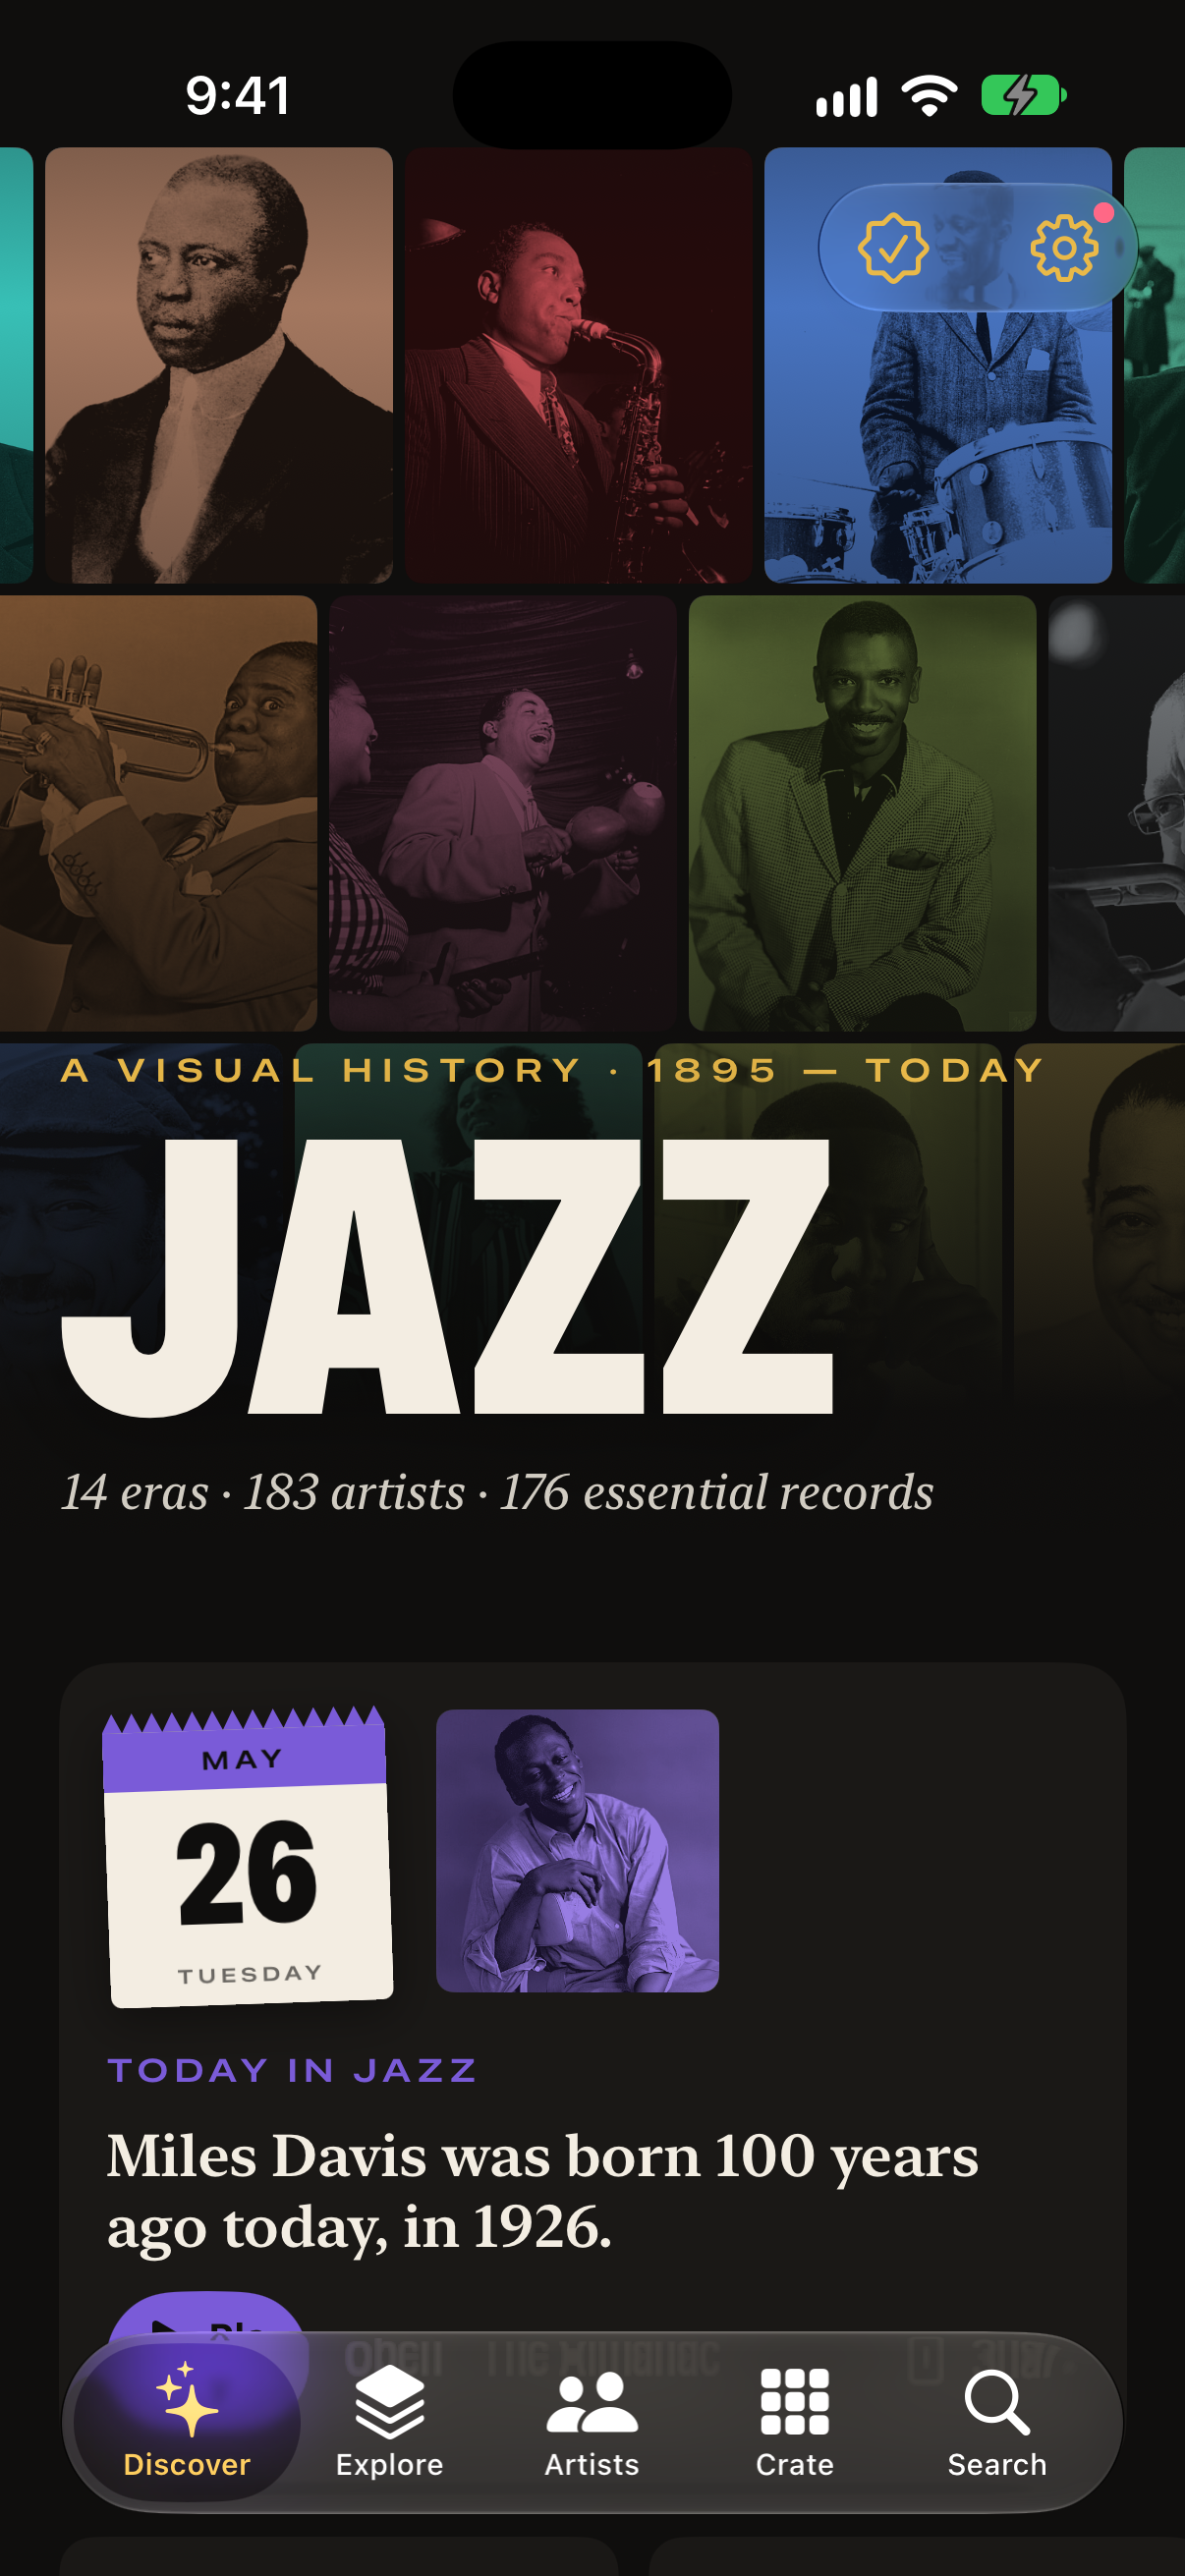 9:41
A VISUAL HISTORY · 1895 — TODAY
JAZZ
14 eras · 183 artists · 176 essential records
MAY
26
TUESDAY
TODAY IN JAZZ
Miles Davis was born 100 years
ago today, in 1926.
Discover
Explore
Artists
Crate
Search